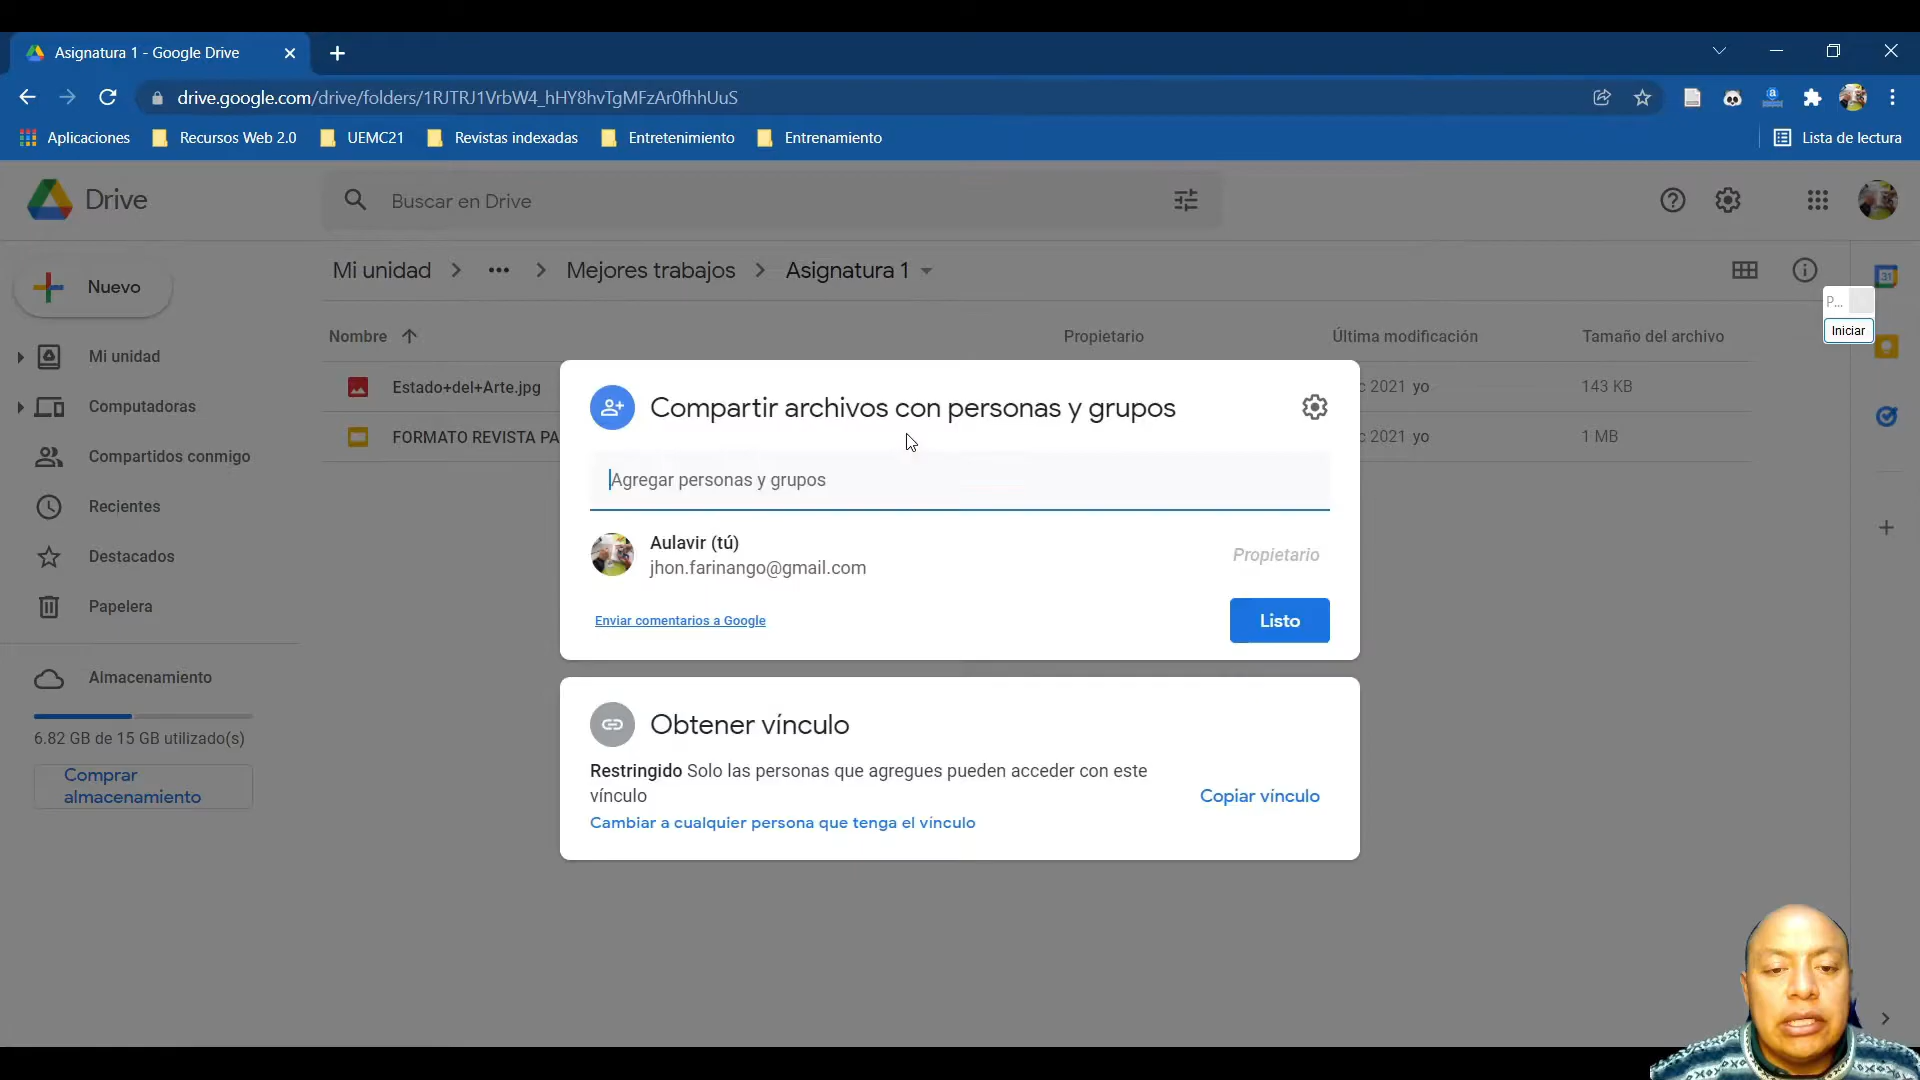 Asignatura 1 - Google Drive
drive.google.com/drive/folders/1RJTRJ1VrbW4_hHY8hvTgMFzAr0fhhUuS
Aplicaciones Recursos Web 2.0 UEMC21 Revistas indexadas Entretenimiento Entrenamiento Lista de lectura
Drive
Buscar en Drive
Nuevo
Mi unidad
Computadoras
Compartidos conmigo
Recientes
Destacados
Papelera
Almacenamiento
6.82 GB de 15 GB utilizado(s)
Comprar
almacenamiento
Mi unidad ••• Mejores trabajos Asignatura 1
Nombre Propietario Última modificación Tamaño del archivo
Estado+del+Arte.jpg 2021 yo 143 KB
FORMATO REVISTA PA 2021 yo 1 MB
Compartir archivos con personas y grupos
Agregar personas y grupos
Aulavir (tú)
jhon.farinango@gmail.com
Propietario
Enviar comentarios a Google
Listo
Obtener vínculo
Restringido Solo las personas que agregues pueden acceder con este
vínculo
Copiar vínculo
Cambiar a cualquier persona que tenga el vínculo
P...
Iniciar
31